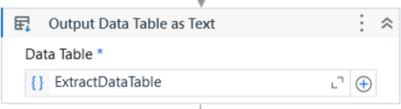 Output Data Table as Text
Data Table *
{} ExtractDataTable